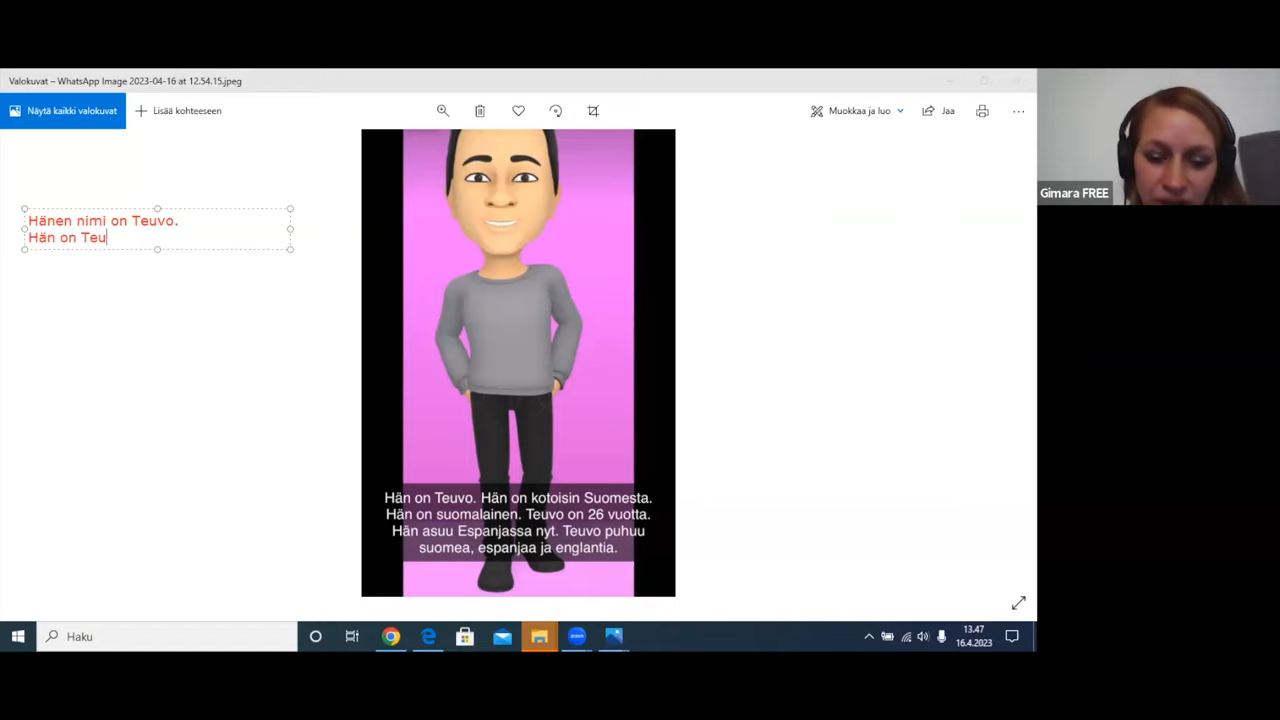 Valokuvat – WhatsApp Image 2023-04-16 at 12.54.15.jpeg
Näytä kaikki valokuvat
Lisää kohteeseen
Muokkaa ja luo
Jaa
Gimara FREE
Hänen nimi on Teuvo.
Hän on Teu
Hän on Teuvo. Hän on kotoisin Suomesta.
Hän on suomalainen. Teuvo on 26 vuotta.
Hän asuu Espanjassa nyt. Teuvo puhuu
suomea, espanjaa ja englantia.
Haku
zoom
13.47
16.4.2023